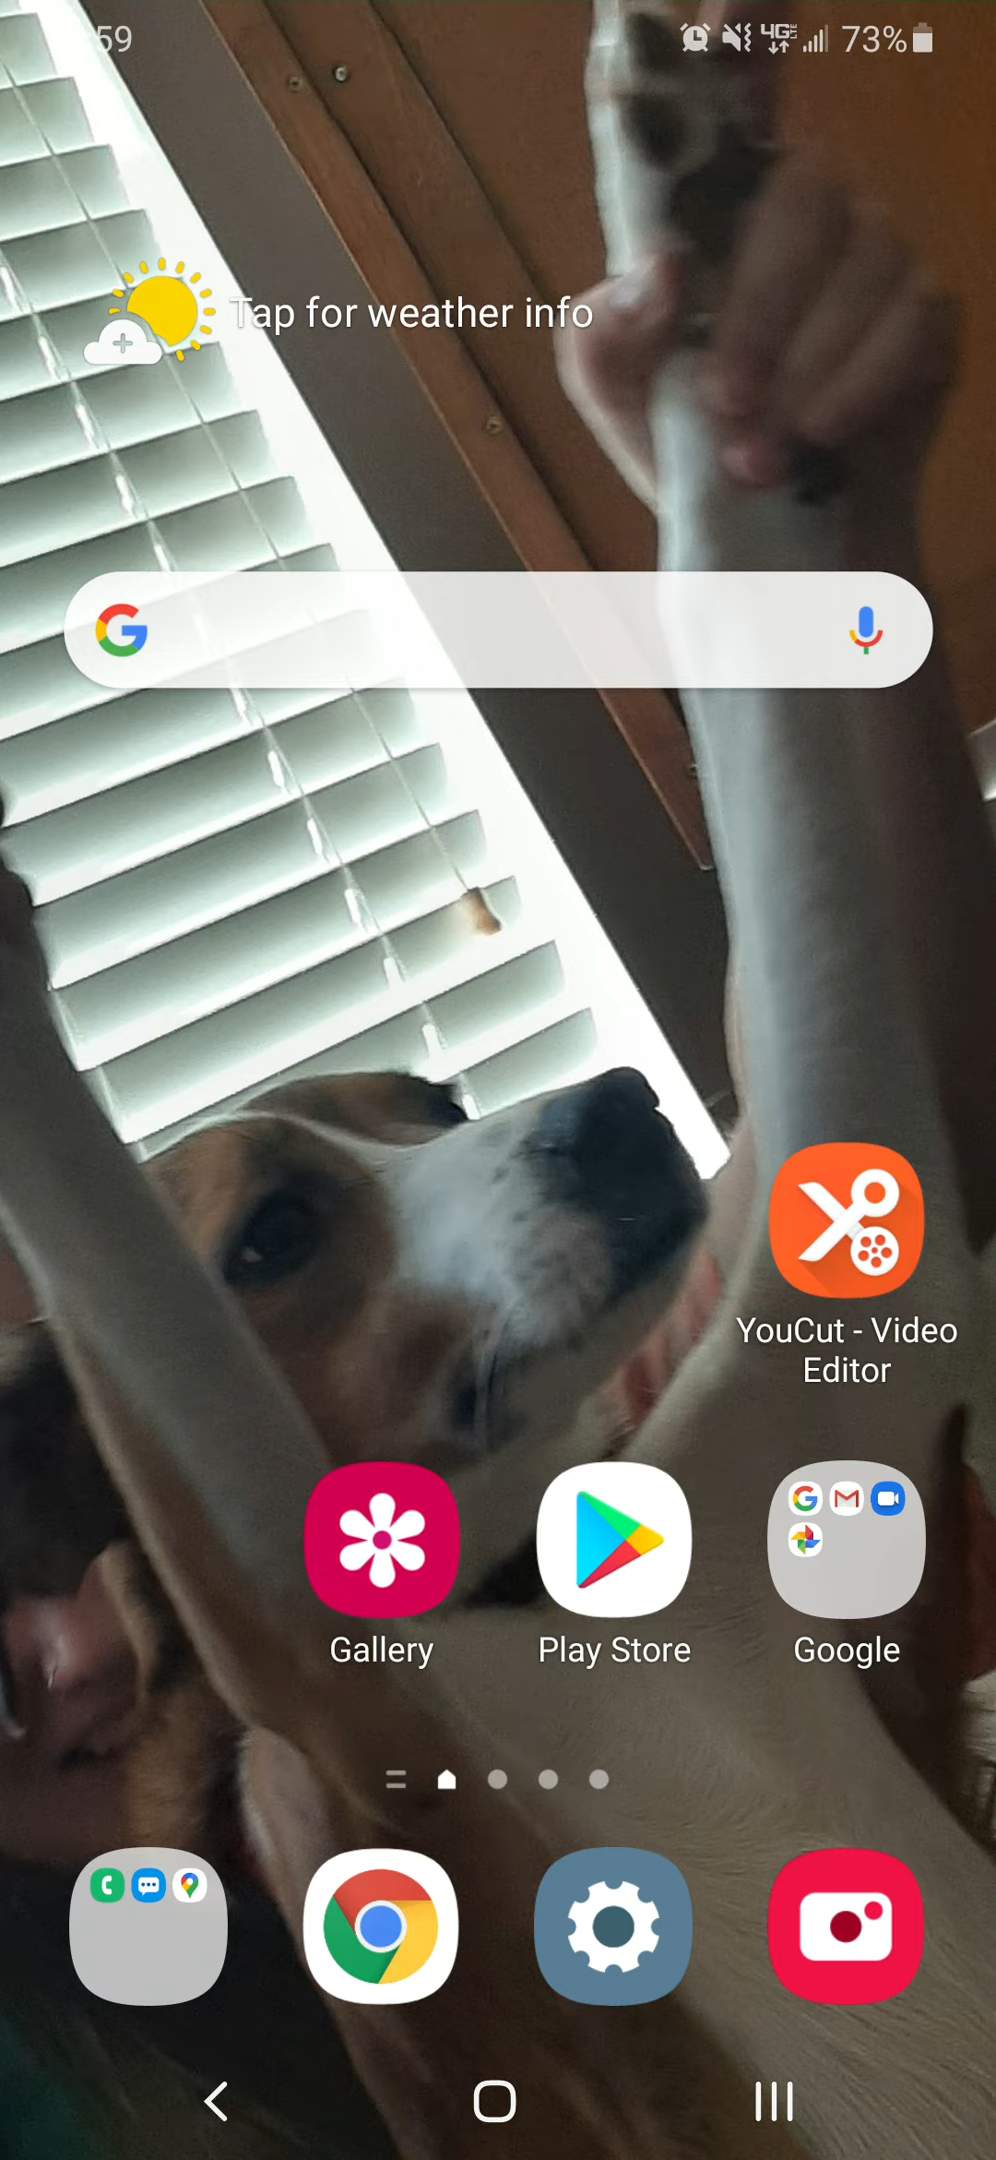 59
73%
Tap for weather info
YouCut - Video
Editor
Gallery
Play Store
Google